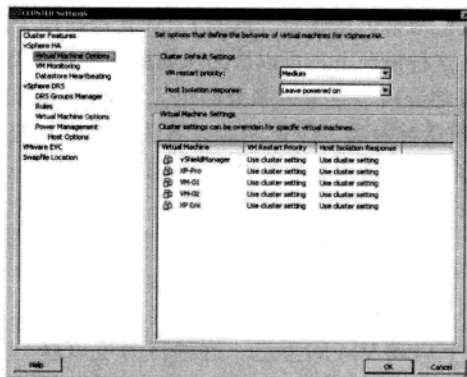 CLUSTER Settings
Cluster Features
vSphere HA
Virtual Machine Options
VM Monitoring
Datastore Heartbeating
vSphere DRS
DRS Groups Manager
Rules
Virtual Machine Options
Power Management
Host Options
VMware EVC
Swapfile Location
Set options that define the behavior of virtual machines for vSphere HA.
Cluster Default Settings
VM restart priority: Medium
Host Isolation response: Leave powered on
Virtual Machine Settings
Cluster settings can be overriden for specific virtual machines.
Virtual Machine VM Restart Priority Host Isolation Response
vShieldManager Use cluster setting Use cluster setting
XP-Pro Use cluster setting Use cluster setting
VM-01 Use cluster setting Use cluster setting
VM-02 Use cluster setting Use cluster setting
XP Eric Use cluster setting Use cluster setting
Help OK Cancel